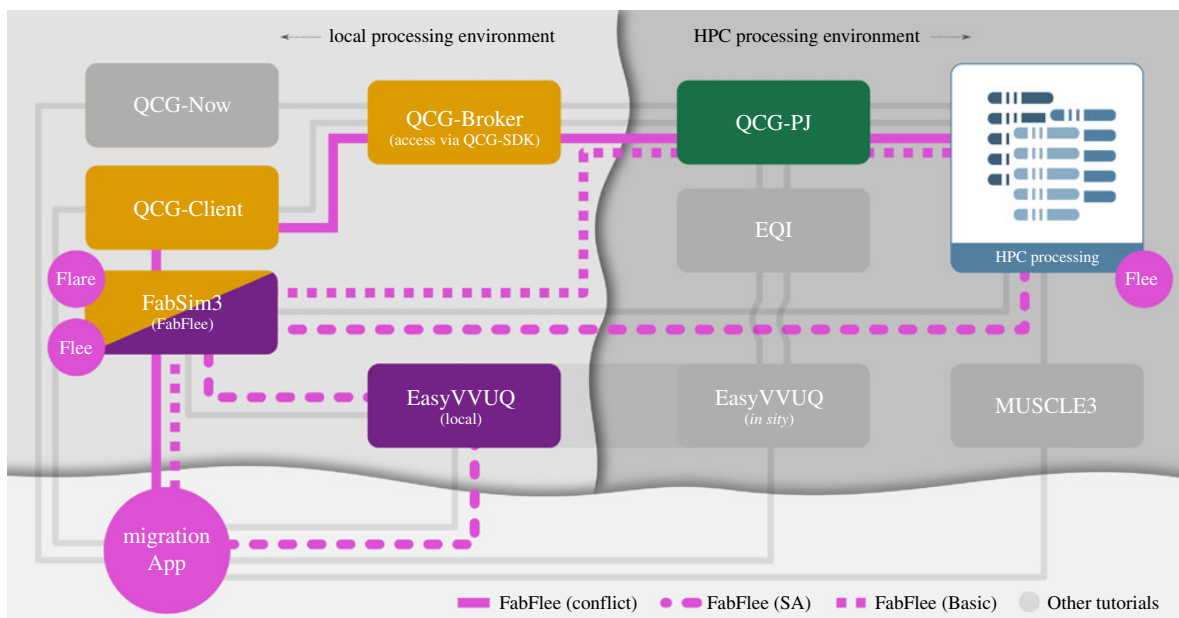 local processing environment
HPC processing environment
QCG-Now
QCG-Broker
(access via QCG-SDK)
QCG-PJ
QCG-Client
EQI
HPC processing
Flare
Flee
FabSim3
(FabFlee)
Flee
EasyVVUQ
(local)
EasyVVUQ
(in sity)
MUSCLE3
migration
App
FabFlee (conflict)
FabFlee (SA)
FabFlee (Basic)
Other tutorials